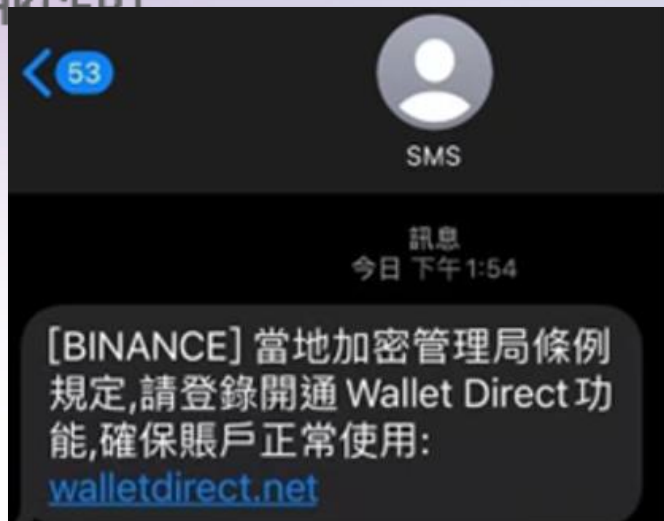 53
SMS
訊息
今日 下午1:54
[BINANCE] 當地加密管理局條例
規定,請登錄開通 Wallet Direct功
能,確保賬戶正常使用:
walletdirect.net